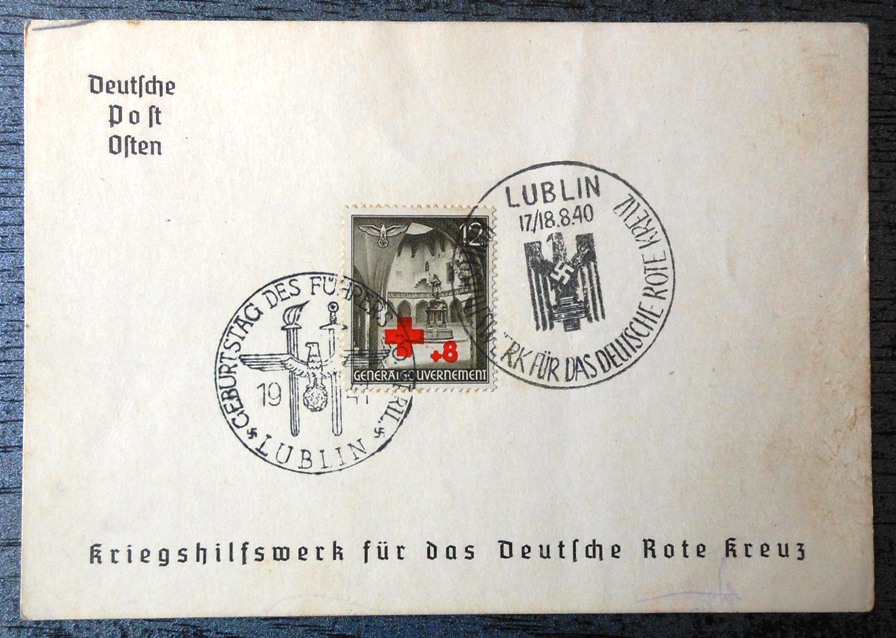 Deutſche
Poſt
Oſten
LUBLIN
17/18.8.40
FÜR DAS DEUTSCHE ROTE KREUZ
12
+8
GENERALGOUVERNEMENT
GEBURTSTAG DES FÜHRERS
19 41
LUBLIN
Kriegshilfswerk für das Deutſche Rote Kreuz